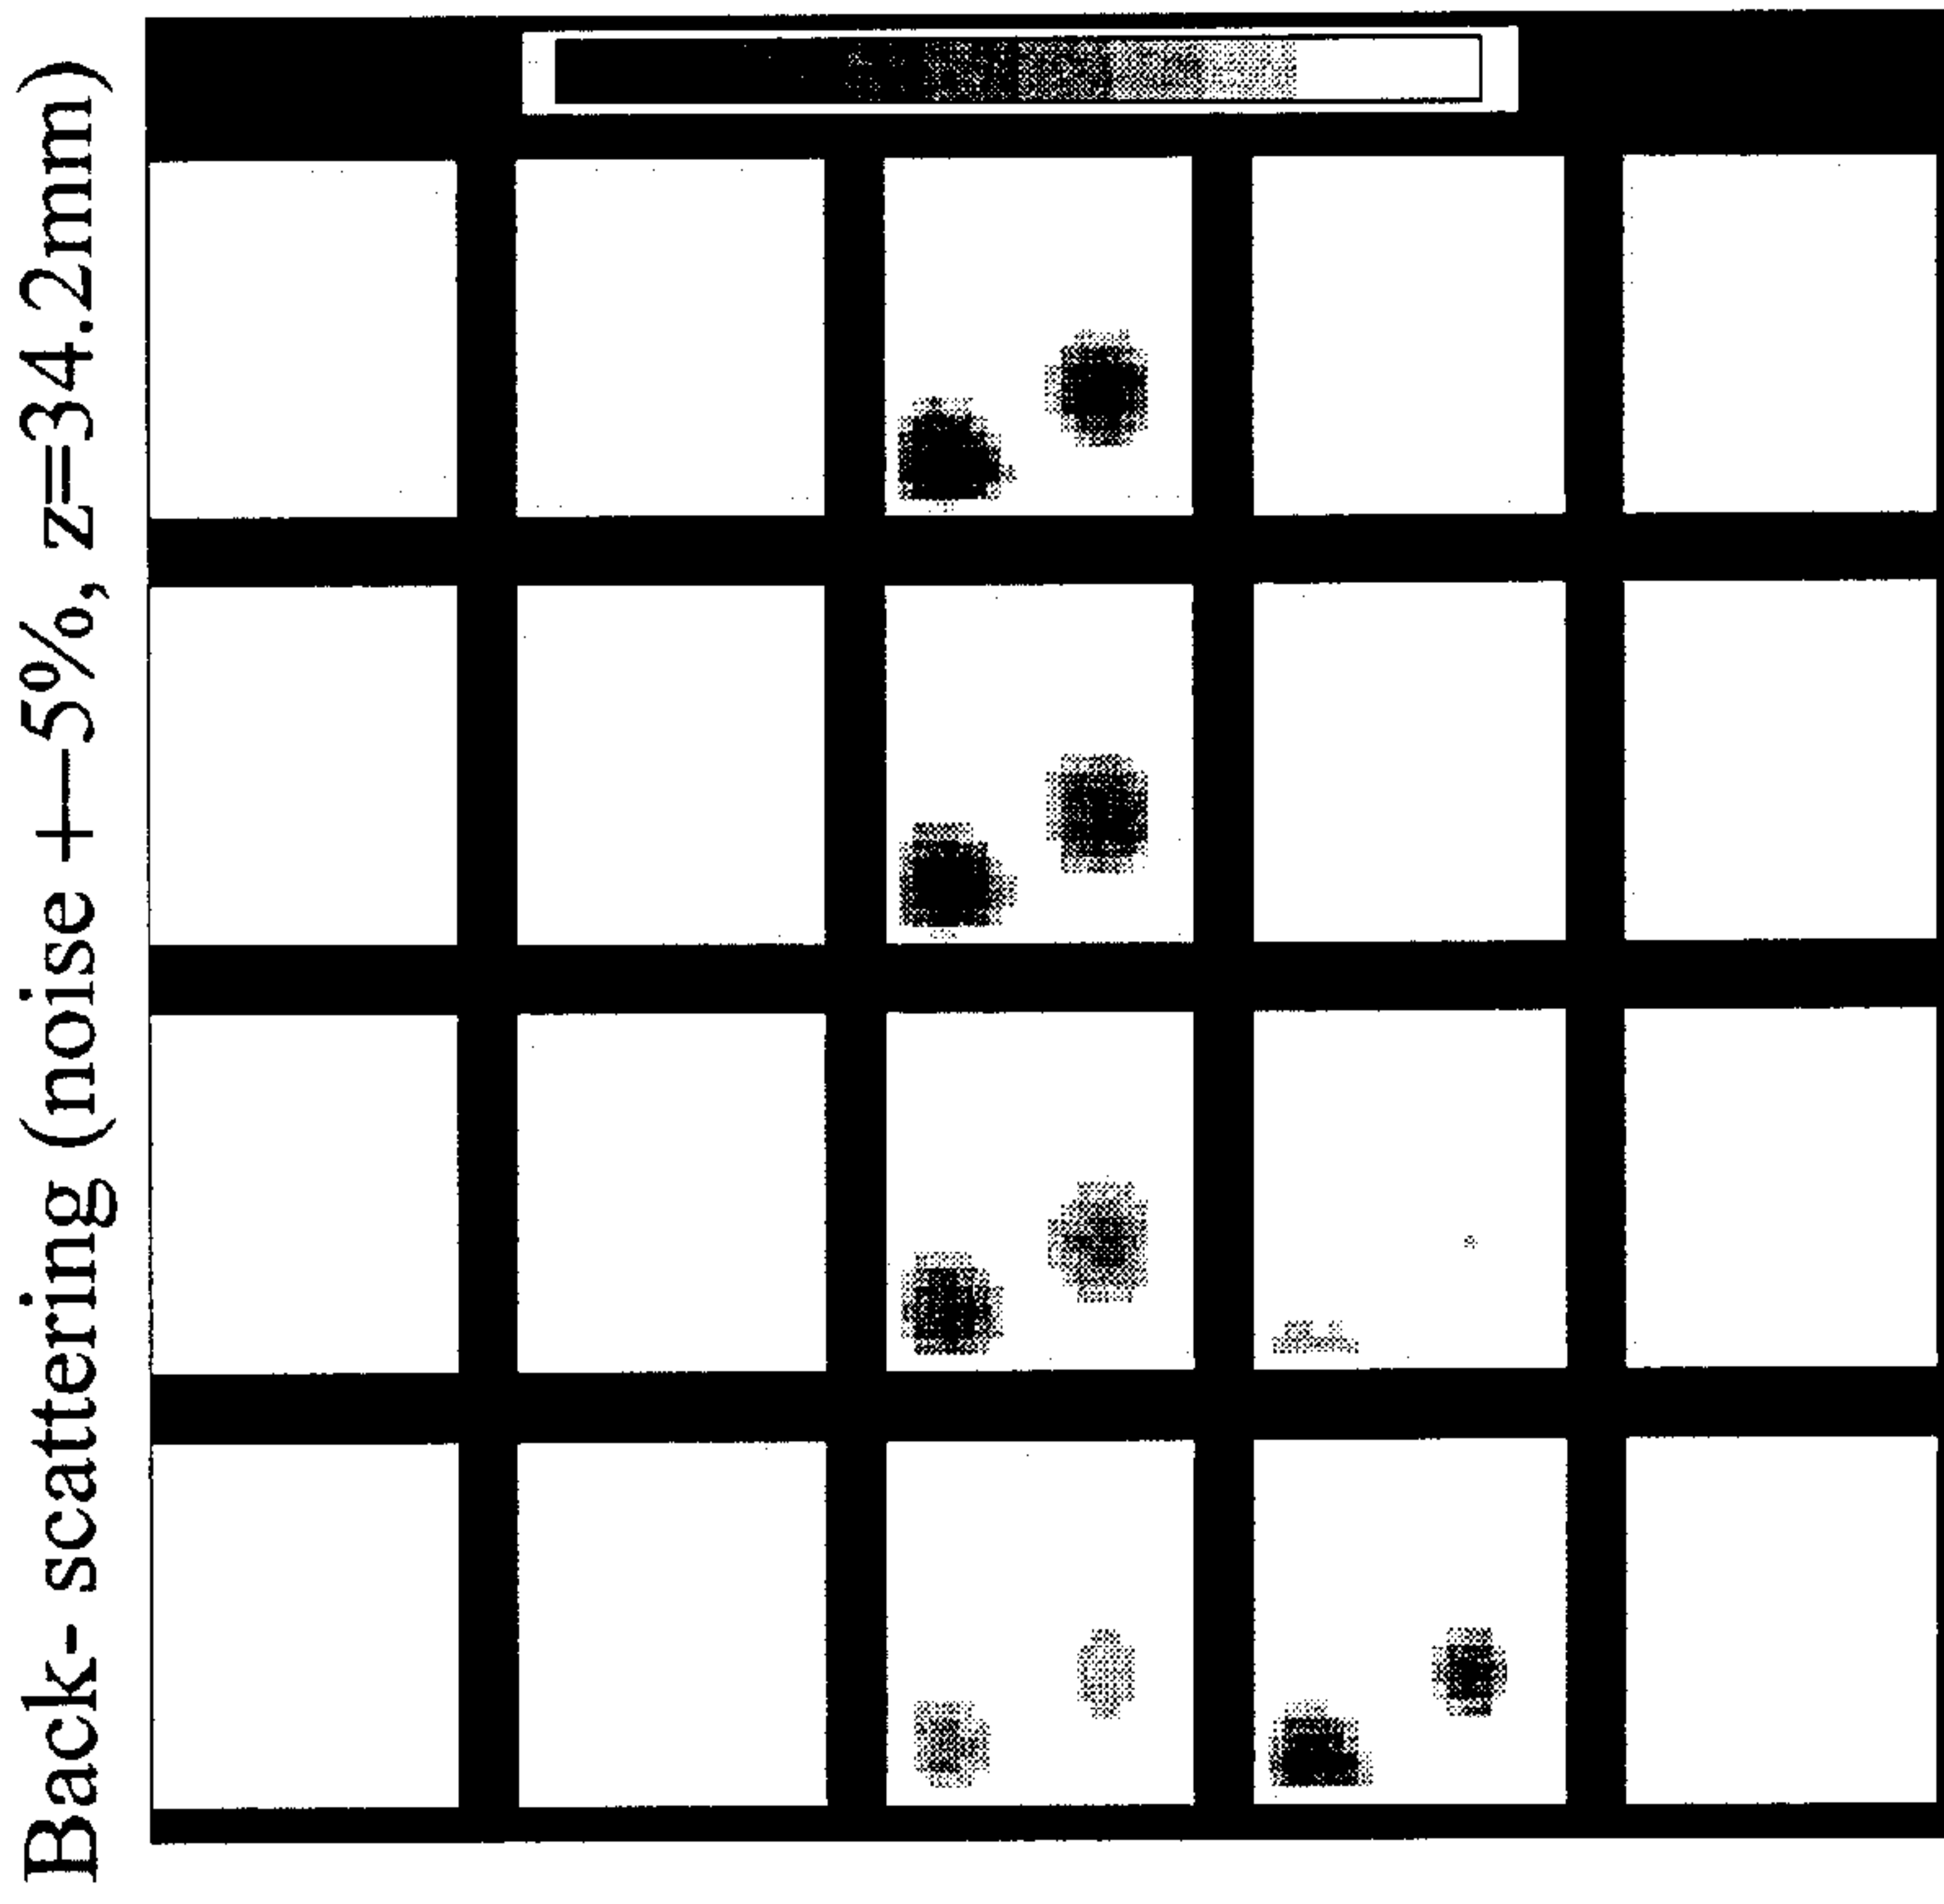 Back- scattering (noise +-5%, z=34.2mm)